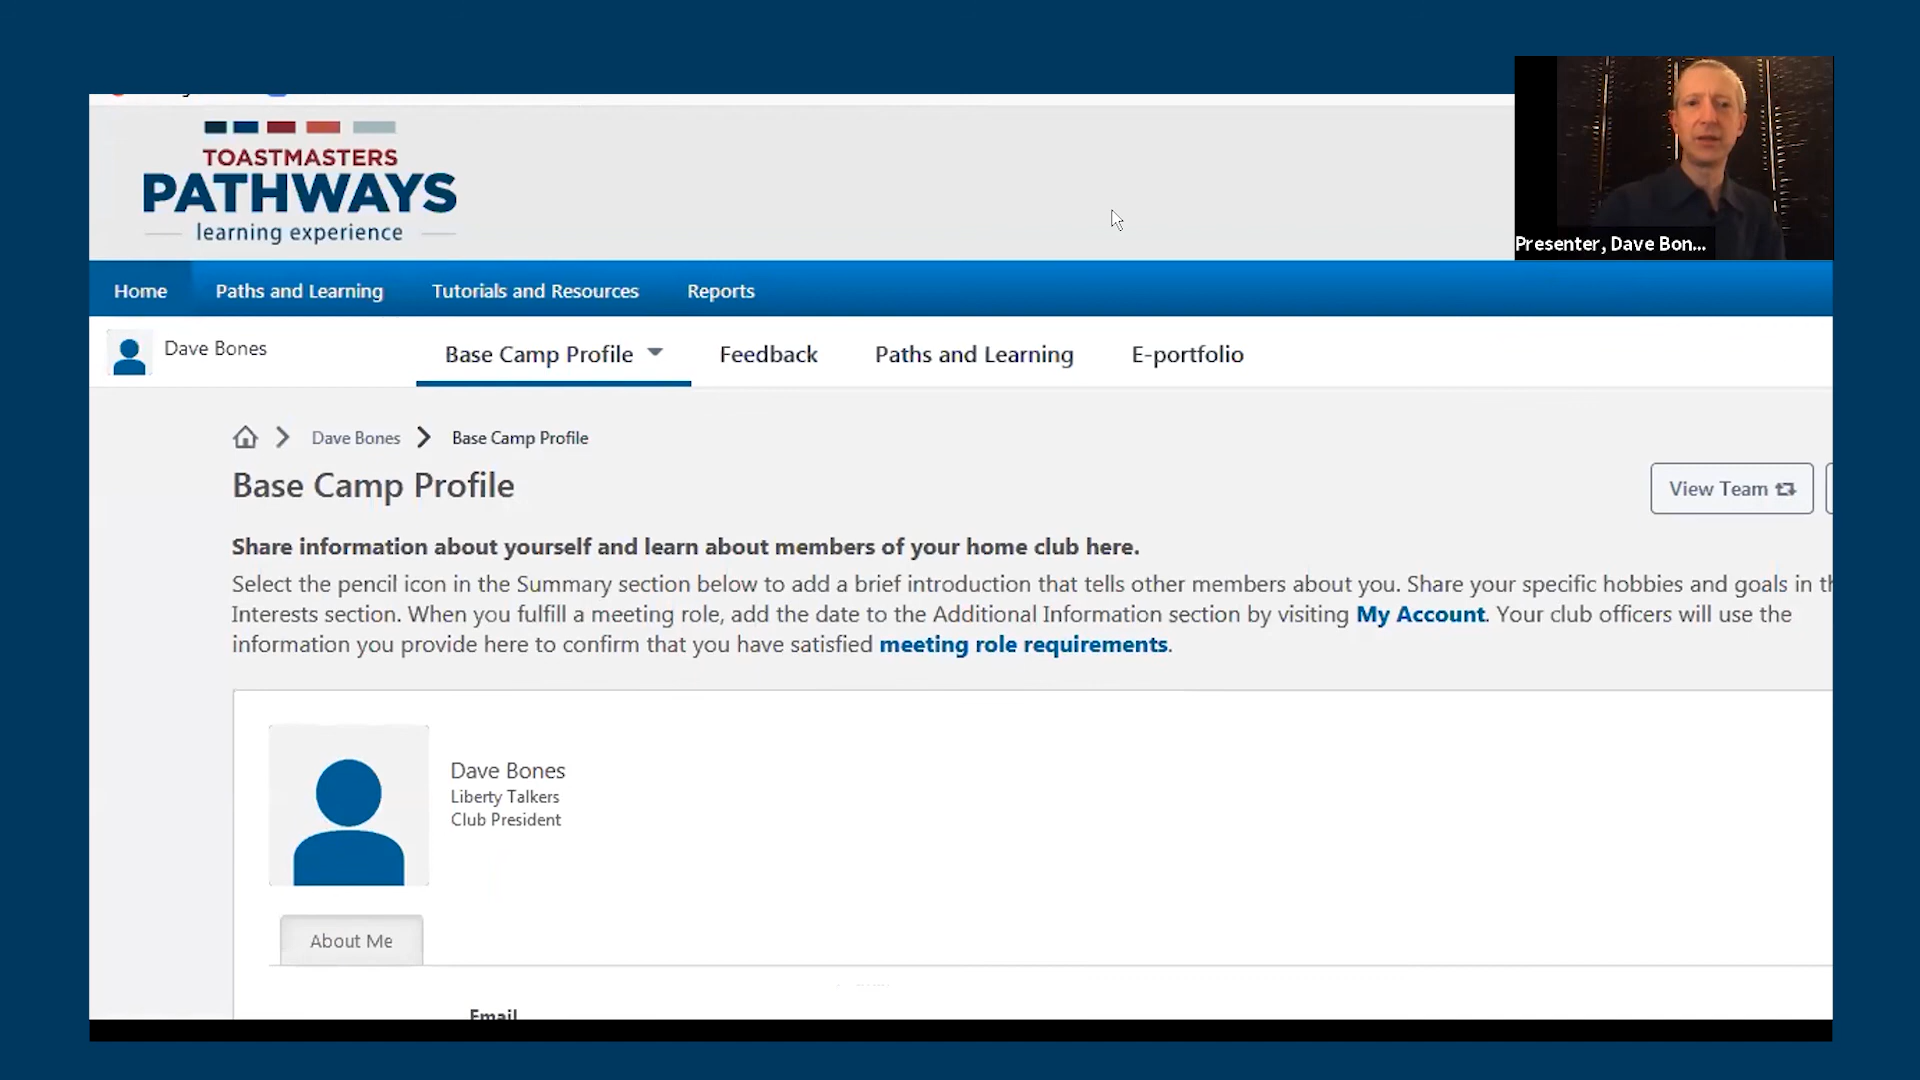 TOASTMASTERS
PATHWAYS
learning experience
Presenter, Dave Bon...
Home Paths and Learning Tutorials and Resources Reports
Dave Bones Base Camp Profile Feedback Paths and Learning E-portfolio
Dave Bones Base Camp Profile
Base Camp Profile
View Team
Share information about yourself and learn about members of your home club here.
Select the pencil icon in the Summary section below to add a brief introduction that tells other members about you. Share your specific hobbies and goals in th
Interests section. When you fulfill a meeting role, add the date to the Additional Information section by visiting My Account. Your club officers will use the
information you provide here to confirm that you have satisfied meeting role requirements.
Dave Bones
Liberty Talkers
Club President
About Me
Email